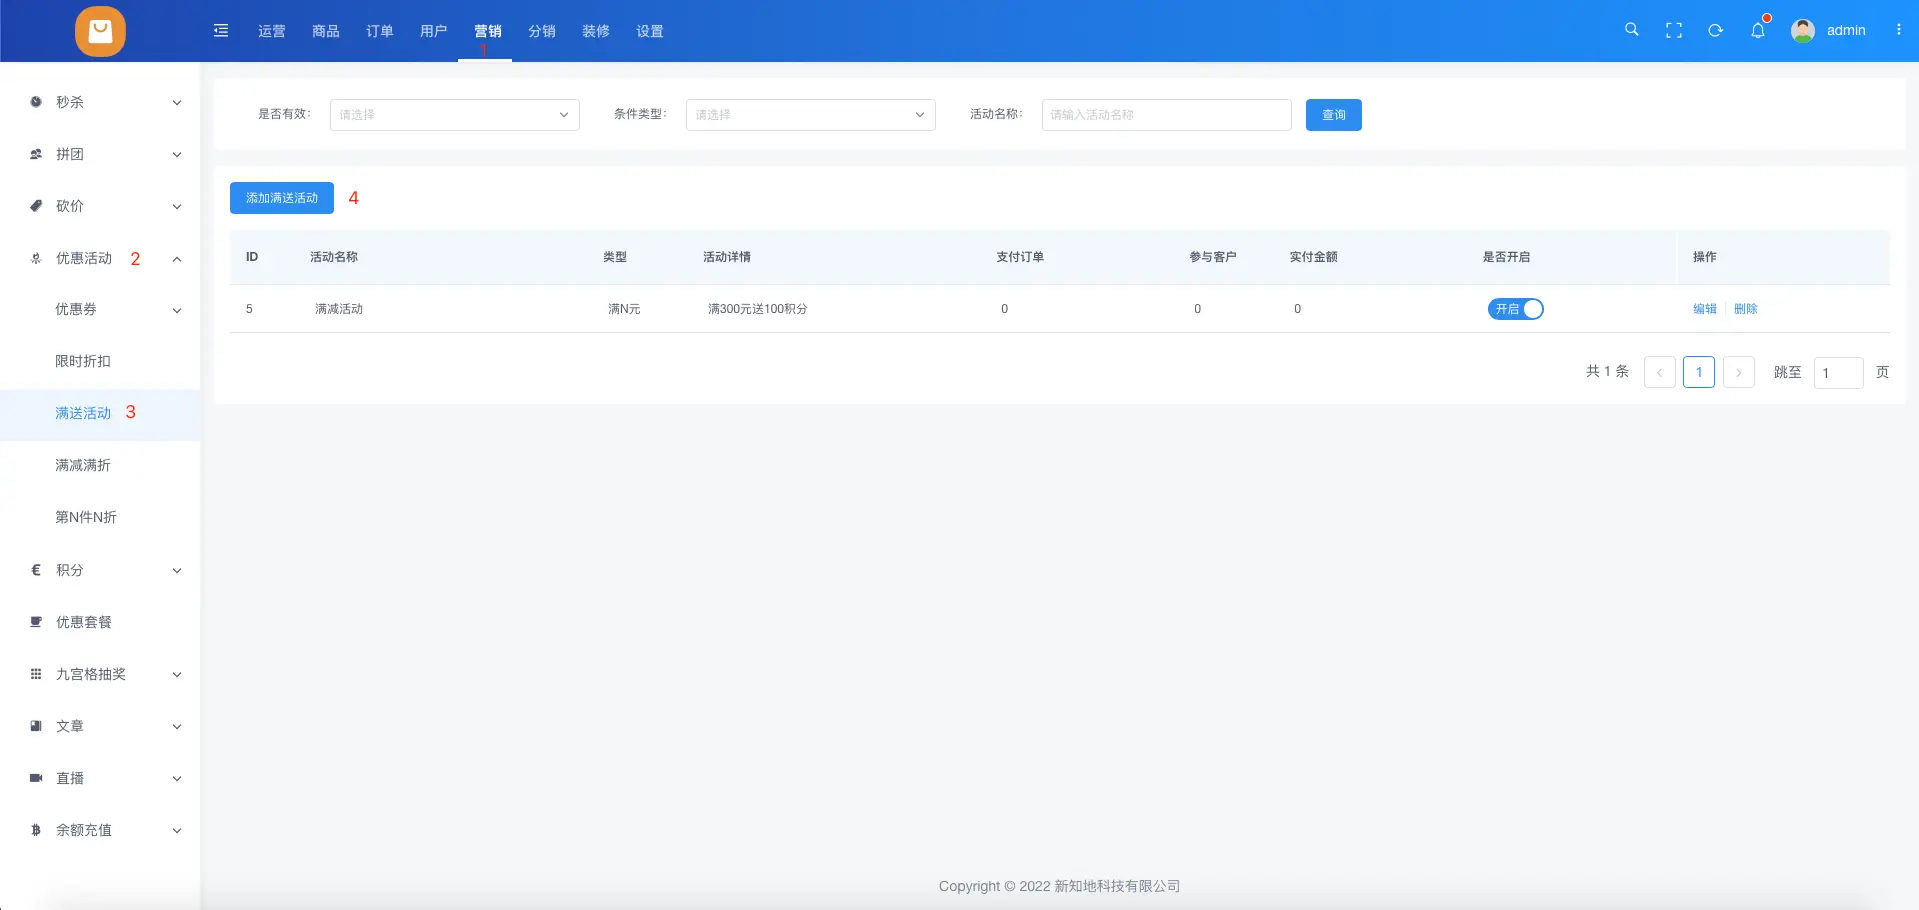 运营 商品 订单 用户 营销 分销 装修 设置 admin
1
秒杀
拼团
砍价
优惠活动 2
优惠券
限时折扣
满送活动 3
满减满折
第N件N折
€ 积分
优惠套餐
九宫格抽奖
文章
直播
余额充值
是否有效: 请选择 条件类型: 请选择 活动名称: 请输入活动名称 查询
添加满送活动 4
ID 活动名称 类型 活动详情 支付订单 参与客户 实付金额 是否开启 操作
5 满减活动 满N元 满300元送100积分 0 0 0 开启 编辑 删除
共 1 条 < 1 > 跳至 1 页
Copyright © 2022 新知地科技有限公司